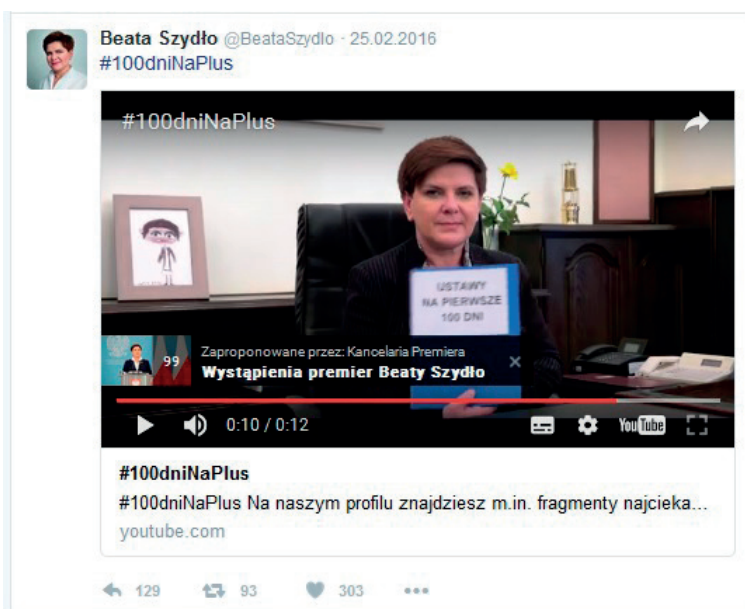 Beata Szydło @BeataSzydlo · 25.02.2016
#100dniNaPlus
#100dniNaPlus
USTAWY
NA PIERWSZE
100 DNI
99
Zaproponowane przez: Kancelaria Premiera
Wystąpienia premier Beaty Szydło
0:10 / 0:12
YouTube
#100dniNaPlus
#100dniNaPlus Na naszym profilu znajdziesz m.in. fragmenty najcieka...
youtube.com
129 93 303